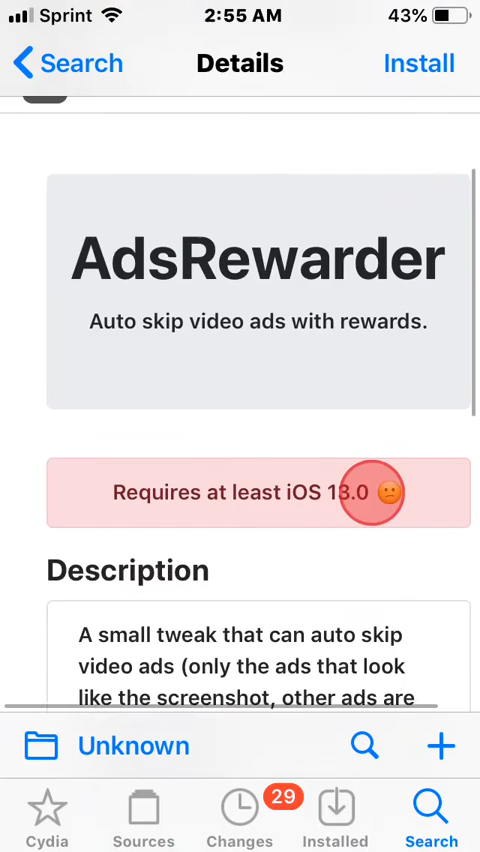 Sprint 2:55 AM 43%
Search Details Install
AdsRewarder
Auto skip video ads with rewards.
Requires at least iOS 13.0 😕
Description
A small tweak that can auto skip
video ads (only the ads that look
like the screenshot, other ads are
Unknown
29
Cydia Sources Changes Installed Search